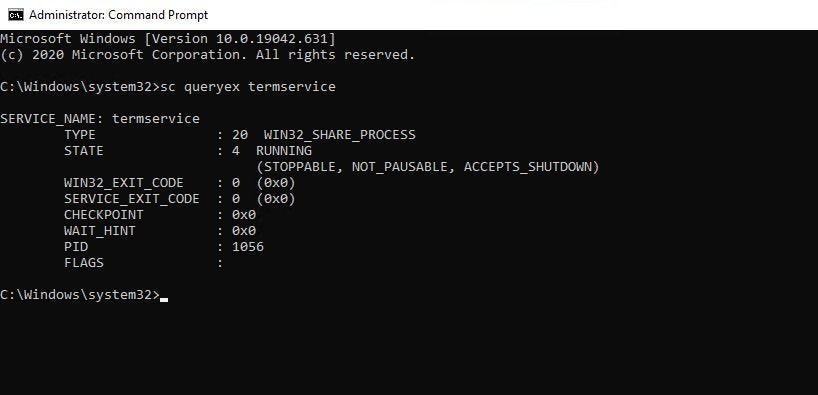 Administrator: Command Prompt
Microsoft Windows [Version 10.0.19042.631]
(c) 2020 Microsoft Corporation. All rights reserved.
C:\Windows\system32>sc queryex termservice
SERVICE_NAME: termservice
TYPE : 20 WIN32_SHARE_PROCESS
STATE : 4 RUNNING
(STOPPABLE, NOT_PAUSABLE, ACCEPTS_SHUTDOWN)
WIN32_EXIT_CODE : 0 (0x0)
SERVICE_EXIT_CODE : 0 (0x0)
CHECKPOINT : 0x0
WAIT_HINT : 0x0
PID : 1056
FLAGS :
C:\Windows\system32>